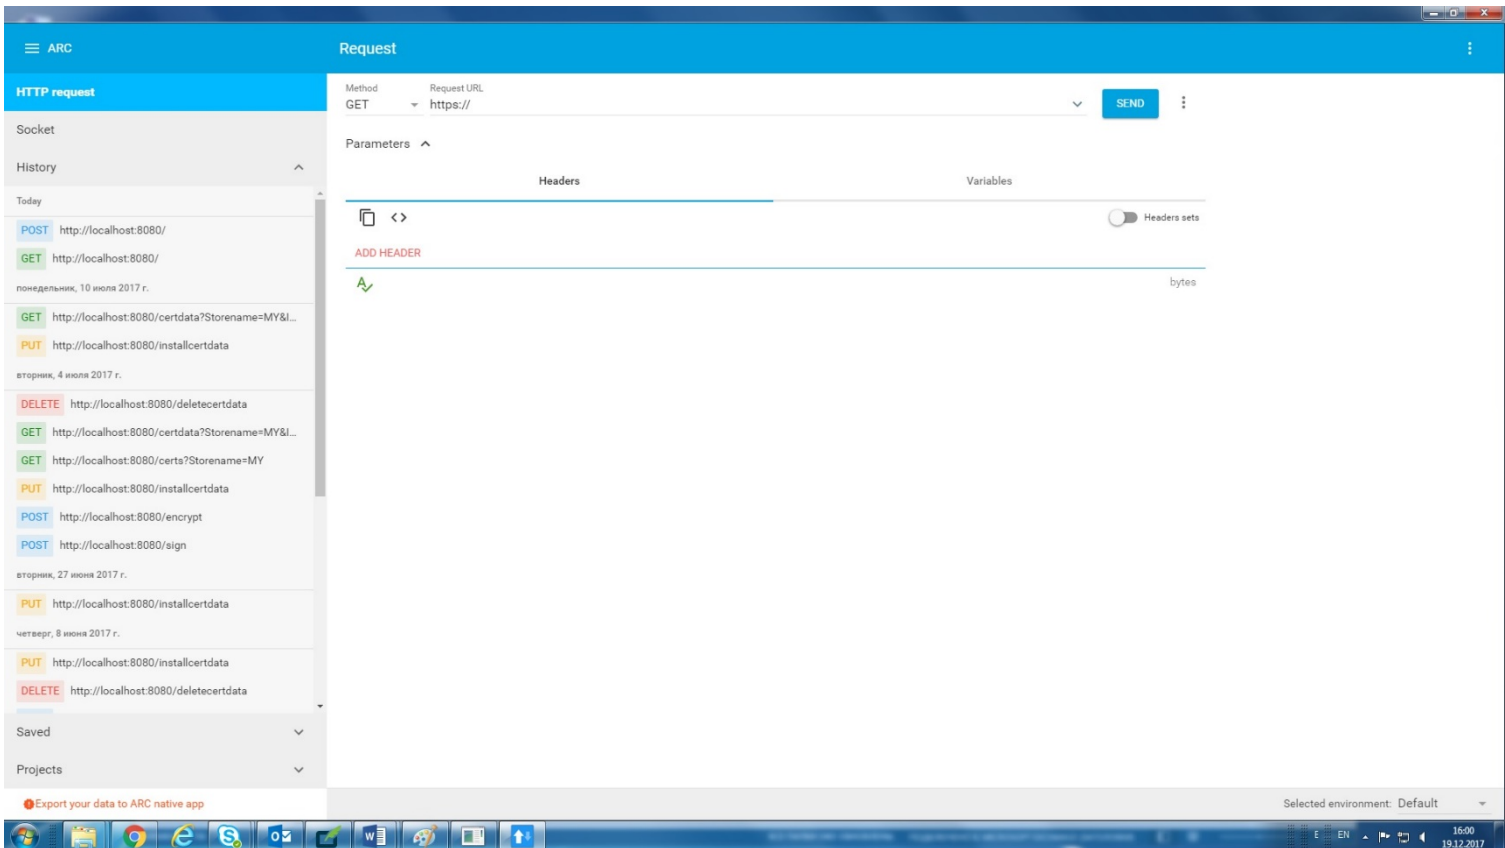 ARC
Request
HTTP request
Socket
History
Today
POST http://localhost:8080/
GET http://localhost:8080/
понедельник, 10 июля 2017 г.
GET http://localhost:8080/certdata?Storename=MY&I...
PUT http://localhost:8080/installcertdata
вторник, 4 июля 2017 г.
DELETE http://localhost:8080/deletecertdata
GET http://localhost:8080/certdata?Storename=MY&I...
GET http://localhost:8080/certs?Storename=MY
PUT http://localhost:8080/installcertdata
POST http://localhost:8080/encrypt
POST http://localhost:8080/sign
вторник, 27 июня 2017 г.
PUT http://localhost:8080/installcertdata
четверг, 8 июня 2017 г.
PUT http://localhost:8080/installcertdata
DELETE http://localhost:8080/deletecertdata
Saved
Projects
Export your data to ARC native app
Method
Request URL
GET
https://
SEND
Parameters
Headers
Variables
Headers sets
ADD HEADER
bytes
Selected environment: Default
E EN
16:00
19.12.2017